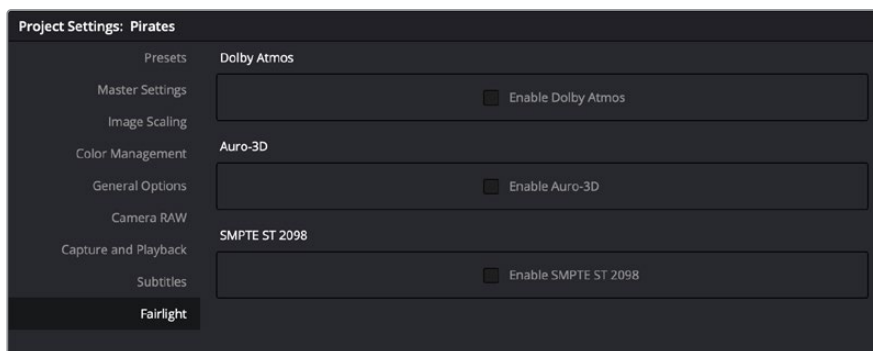 Project Settings: Pirates
Presets
Master Settings
Image Scaling
Color Management
General Options
Camera RAW
Capture and Playback
Subtitles
Fairlight
Dolby Atmos
Enable Dolby Atmos
Auro-3D
Enable Auro-3D
SMPTE ST 2098
Enable SMPTE ST 2098